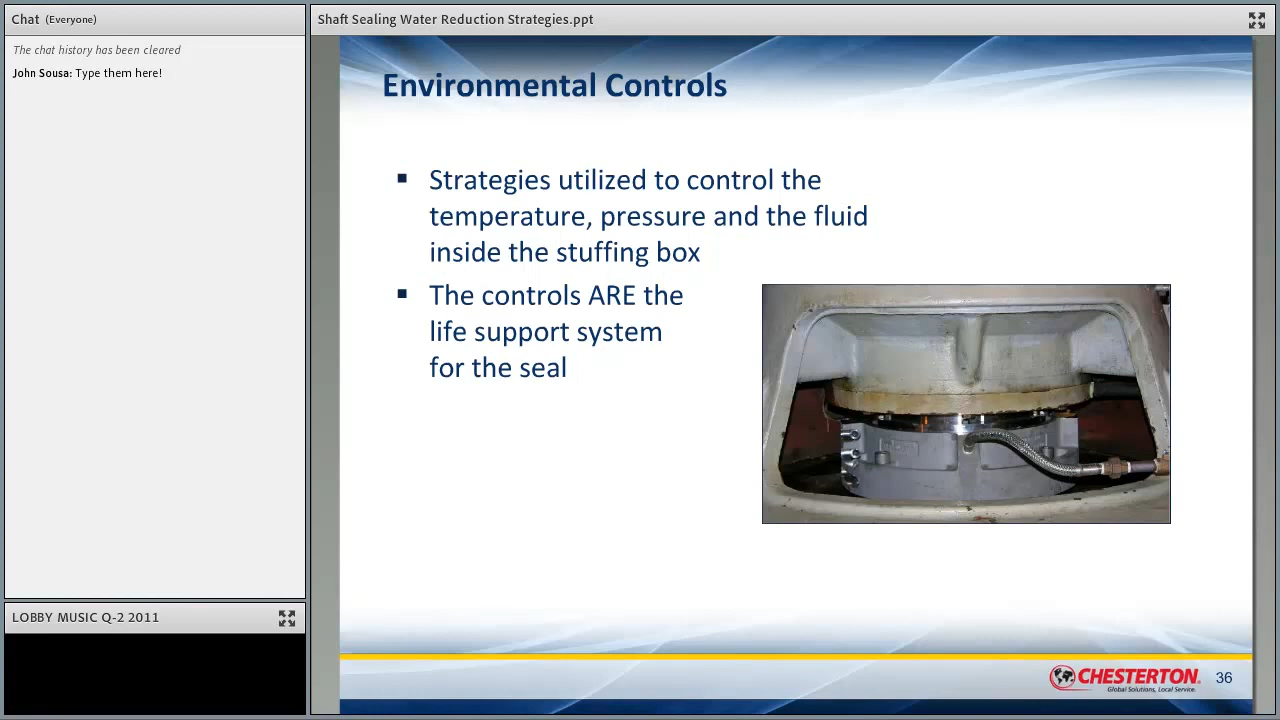 Chat (Everyone)
The chat history has been cleared
John Sousa: Type them here!
LOBBY MUSIC Q-2 2011
Shaft Sealing Water Reduction Strategies.ppt
Environmental Controls
▪ Strategies utilized to control the
temperature, pressure and the fluid
inside the stuffing box
▪ The controls ARE the
life support system
for the seal
CHESTERTON
Global Solutions, Local Service.
36